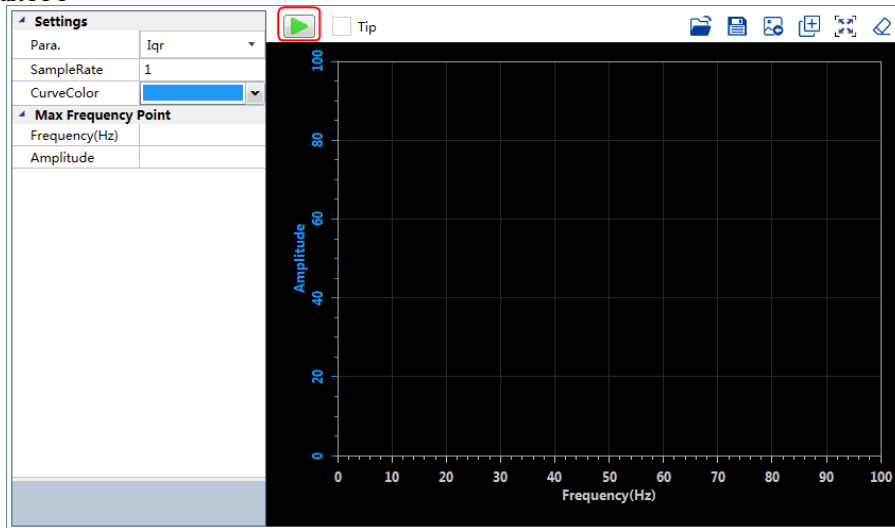 Settings
Para. Iqr
SampleRate 1
CurveColor
Max Frequency Point
Frequency(Hz)
Amplitude
Tip
100
80
60
40
20
0
Amplitude
0 10 20 30 40 50 60 70 80 90 100
Frequency(Hz)